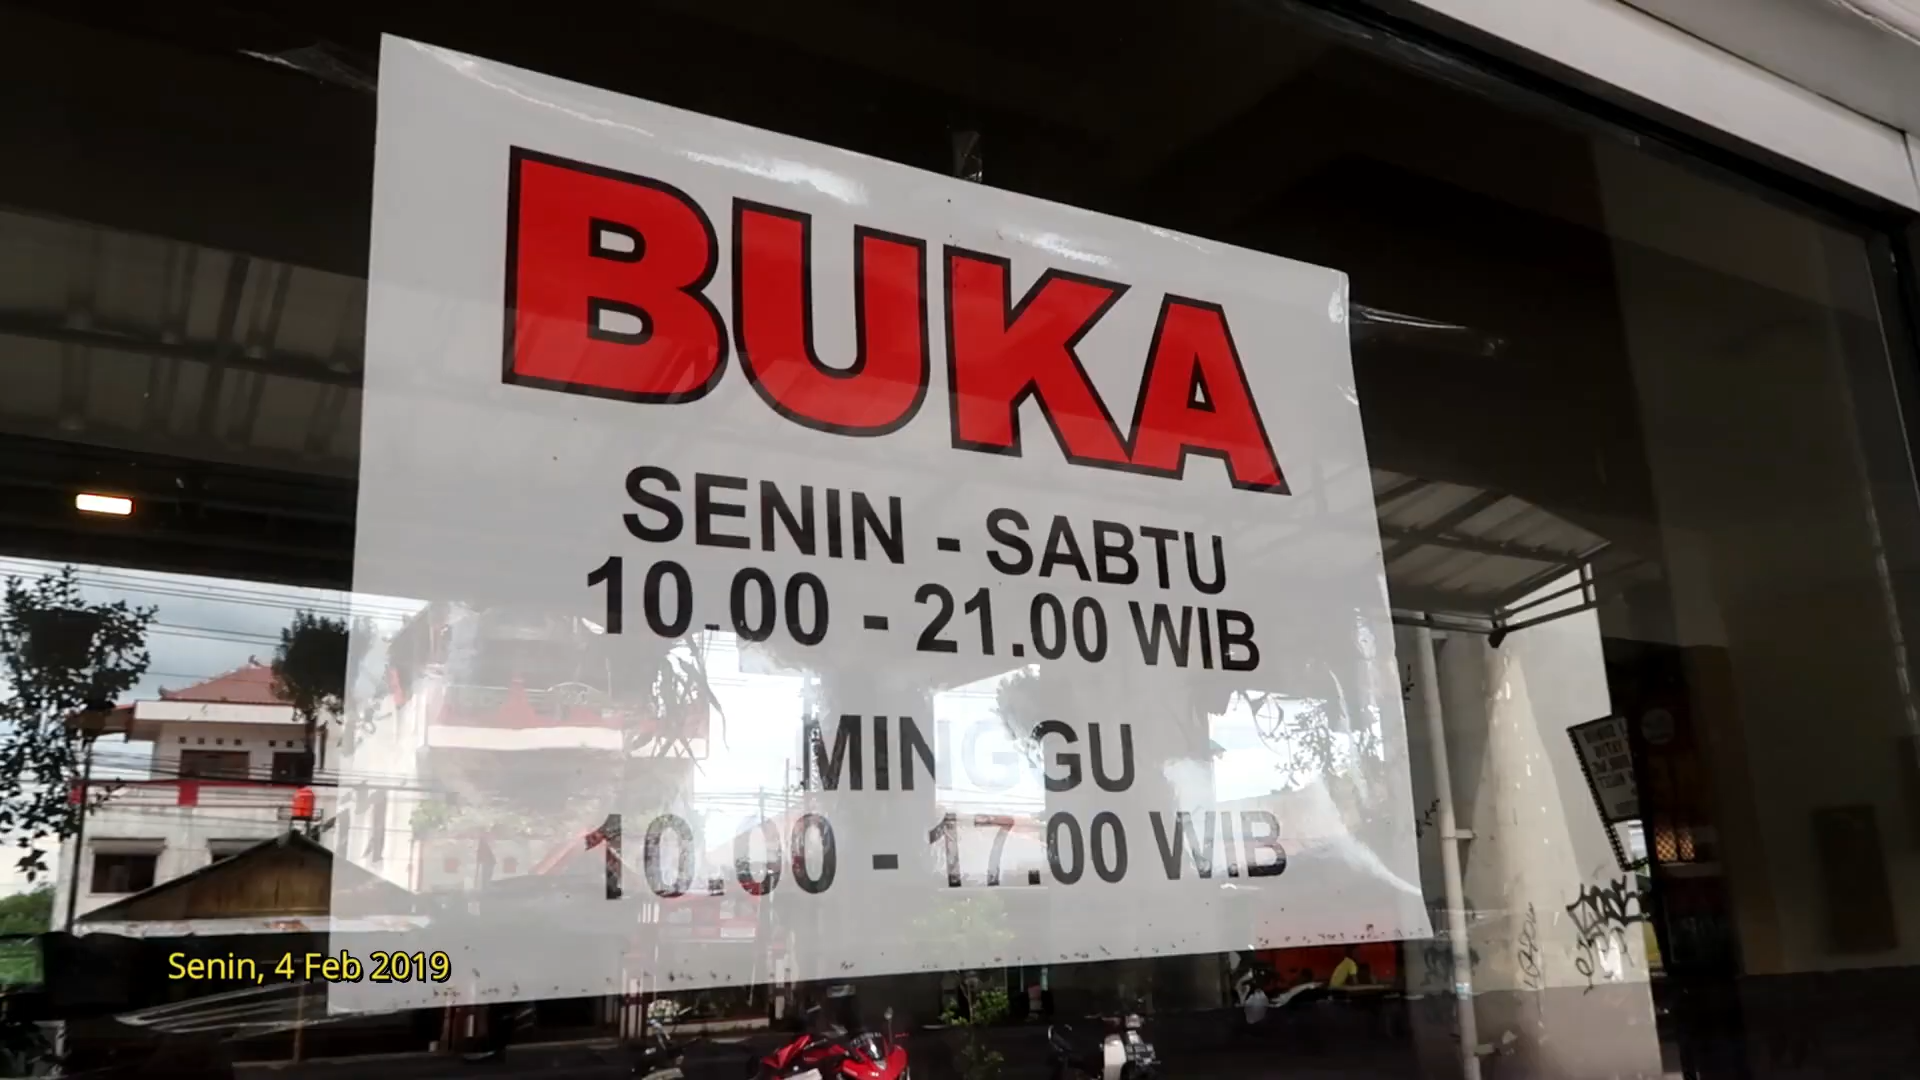 BUKA
SENIN - SABTU
10.00 - 21.00 WIB
MINGGU
10.00 - 17.00 WIB
Senin, 4 Feb 2019